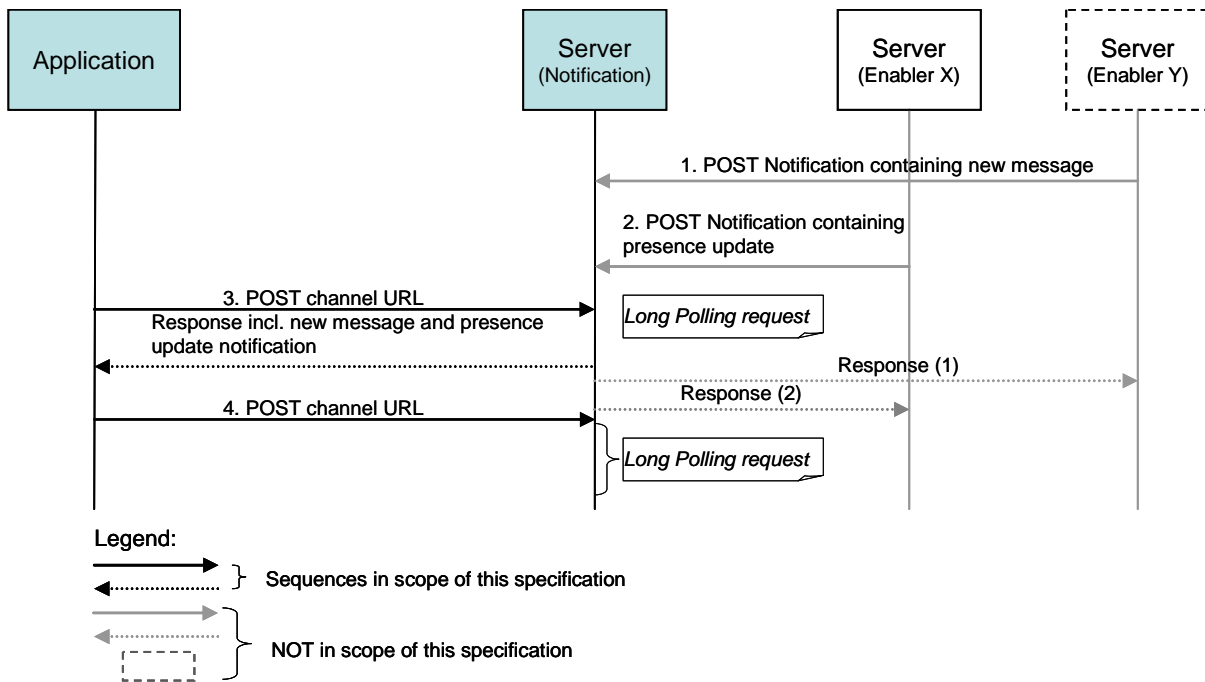 Application
Server
(Notification)
Server
(Enabler X)
Server
(Enabler Y)
1. POST Notification containing new message
2. POST Notification containing
presence update
3. POST channel URL
Long Polling request
Response incl. new message and presence
update notification
Response (1)
Response (2)
4. POST channel URL
Long Polling request
Legend:
Sequences in scope of this specification
NOT in scope of this specification